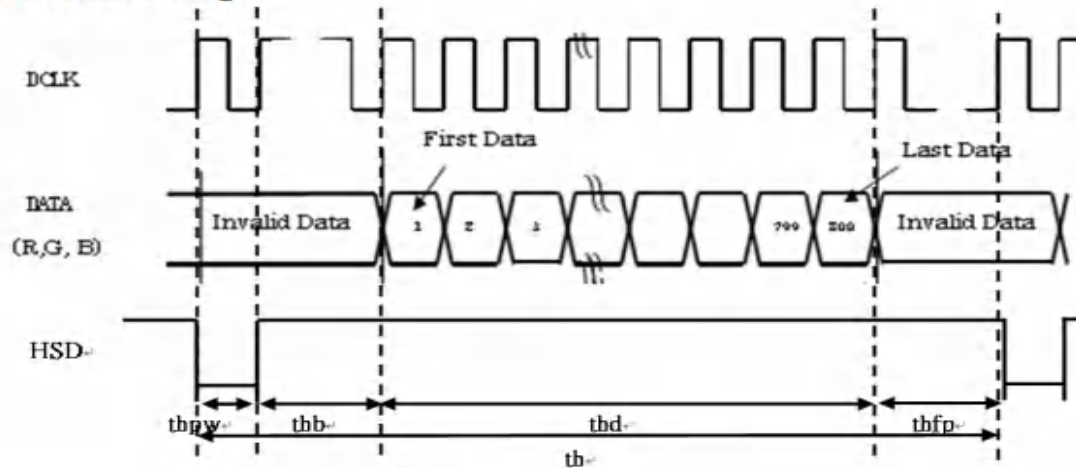 DCLK
First Data
Last Data
DATA
(R,G, B)
Invalid Data
1
2
3
799
800
Invalid Data
HSD
thpw
thb
thd
thfp
th